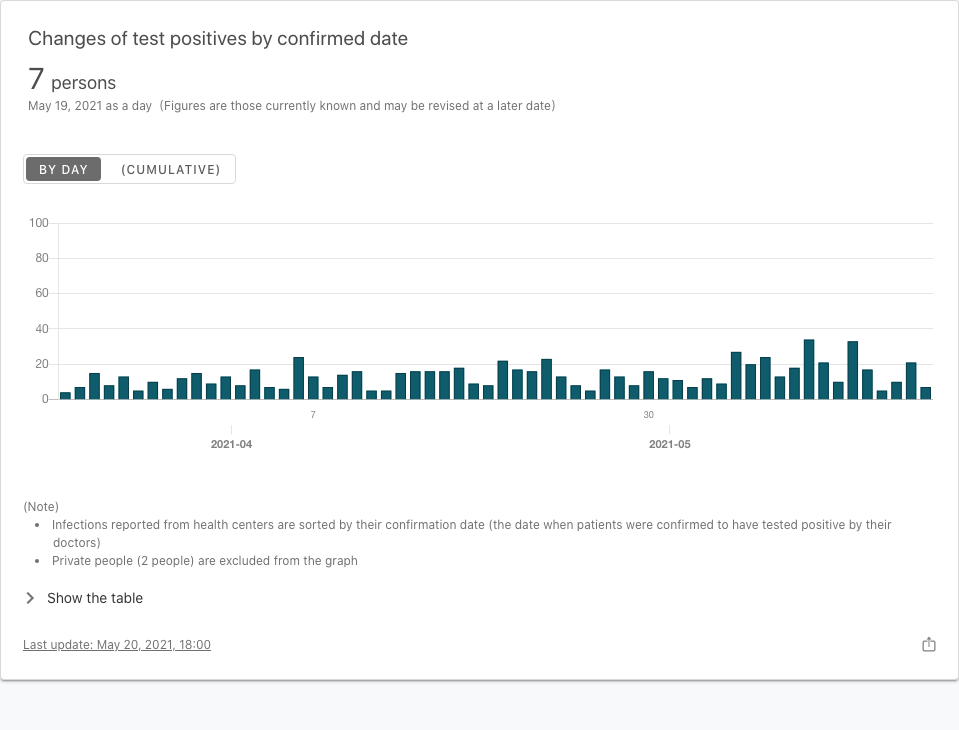 Changes of test positives by confirmed date
7 persons
May 19, 2021 as a day (Figures are those currently known and may be revised at a later date)
BY DAY (CUMULATIVE)
100
80
60
40
20
0
7 30
2021-04 2021-05
(Note)
• Infections reported from health centers are sorted by their confirmation date (the date when patients were confirmed to have tested positive by their
doctors)
• Private people (2 people) are excluded from the graph
Show the table
Last update: May 20, 2021, 18:00